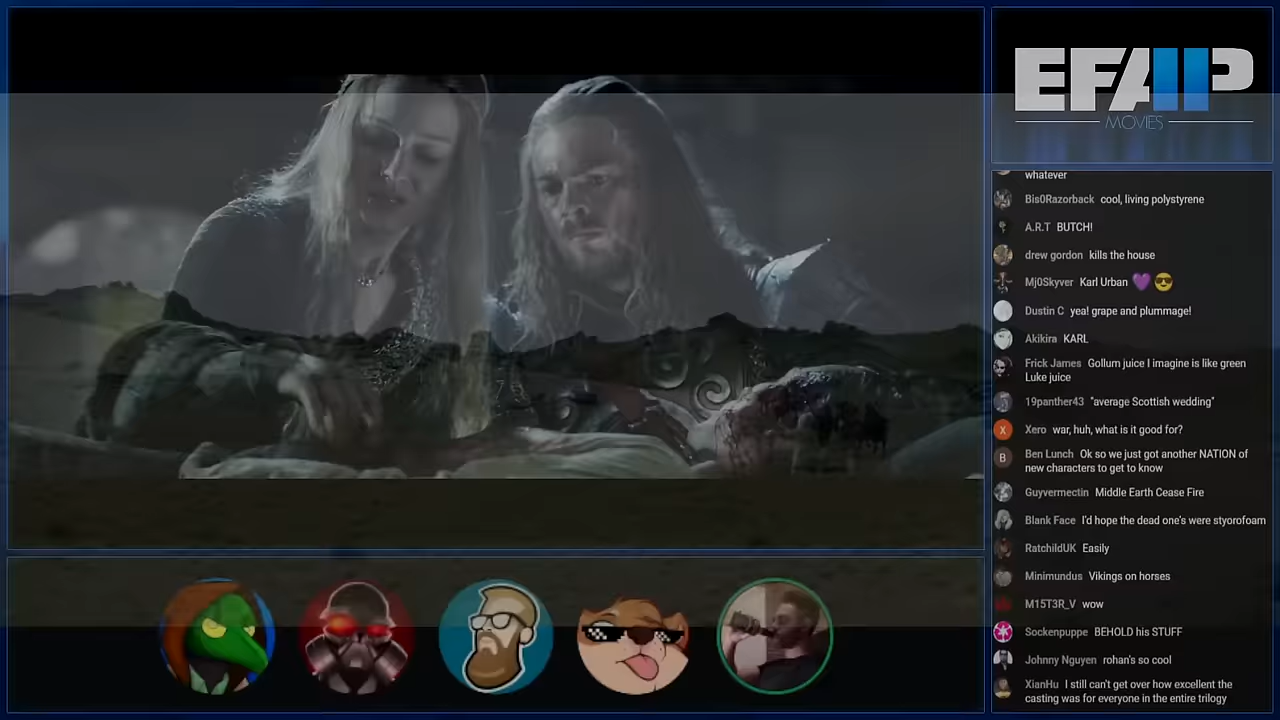 EFAP
MOVIES
whatever
Bis0Razorback cool, living polystyrene
A.R.T BUTCH!
drew gordon kills the house
Mj0Skyver Karl Urban 💜 😎
Dustin C yea! grape and plummage!
Akikira KARL
Frick James Gollum juice I imagine is like green
Luke juice
19panther43 "average Scottish wedding"
X
Xero war, huh, what is it good for?
B
Ben Lunch Ok so we just got another NATION of
new characters to get to know
Guyvermectin Middle Earth Cease Fire
Blank Face I'd hope the dead one's were styorofoam
RatchildUK Easily
Minimundus Vikings on horses
M15T3R_V wow
Sockenpuppe BEHOLD his STUFF
Johnny Nguyen rohan's so cool
XianHu I still can't get over how excellent the
casting was for everyone in the entire trilogy